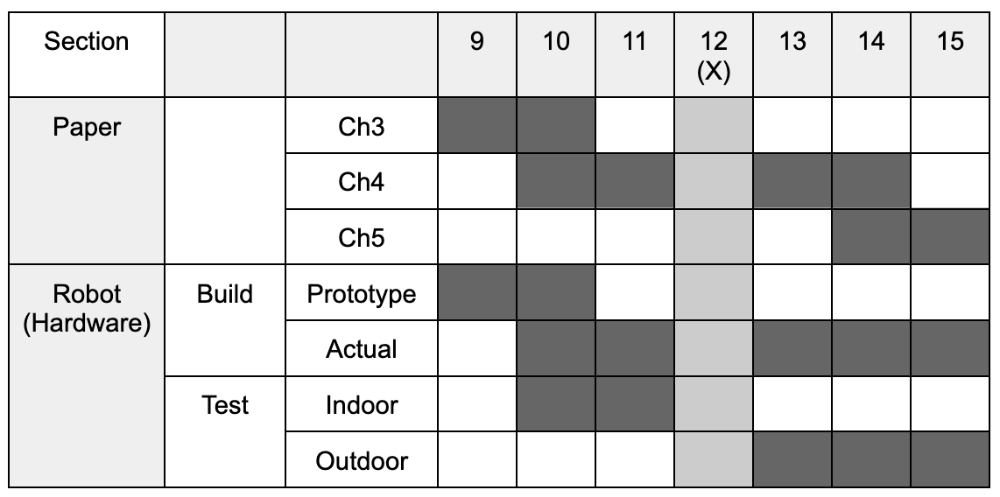 Section 9 10 11 12 13 14 15
(X)
Paper Ch3
Ch4
Ch5
Robot Build Prototype
(Hardware)
Actual
Test Indoor
Outdoor